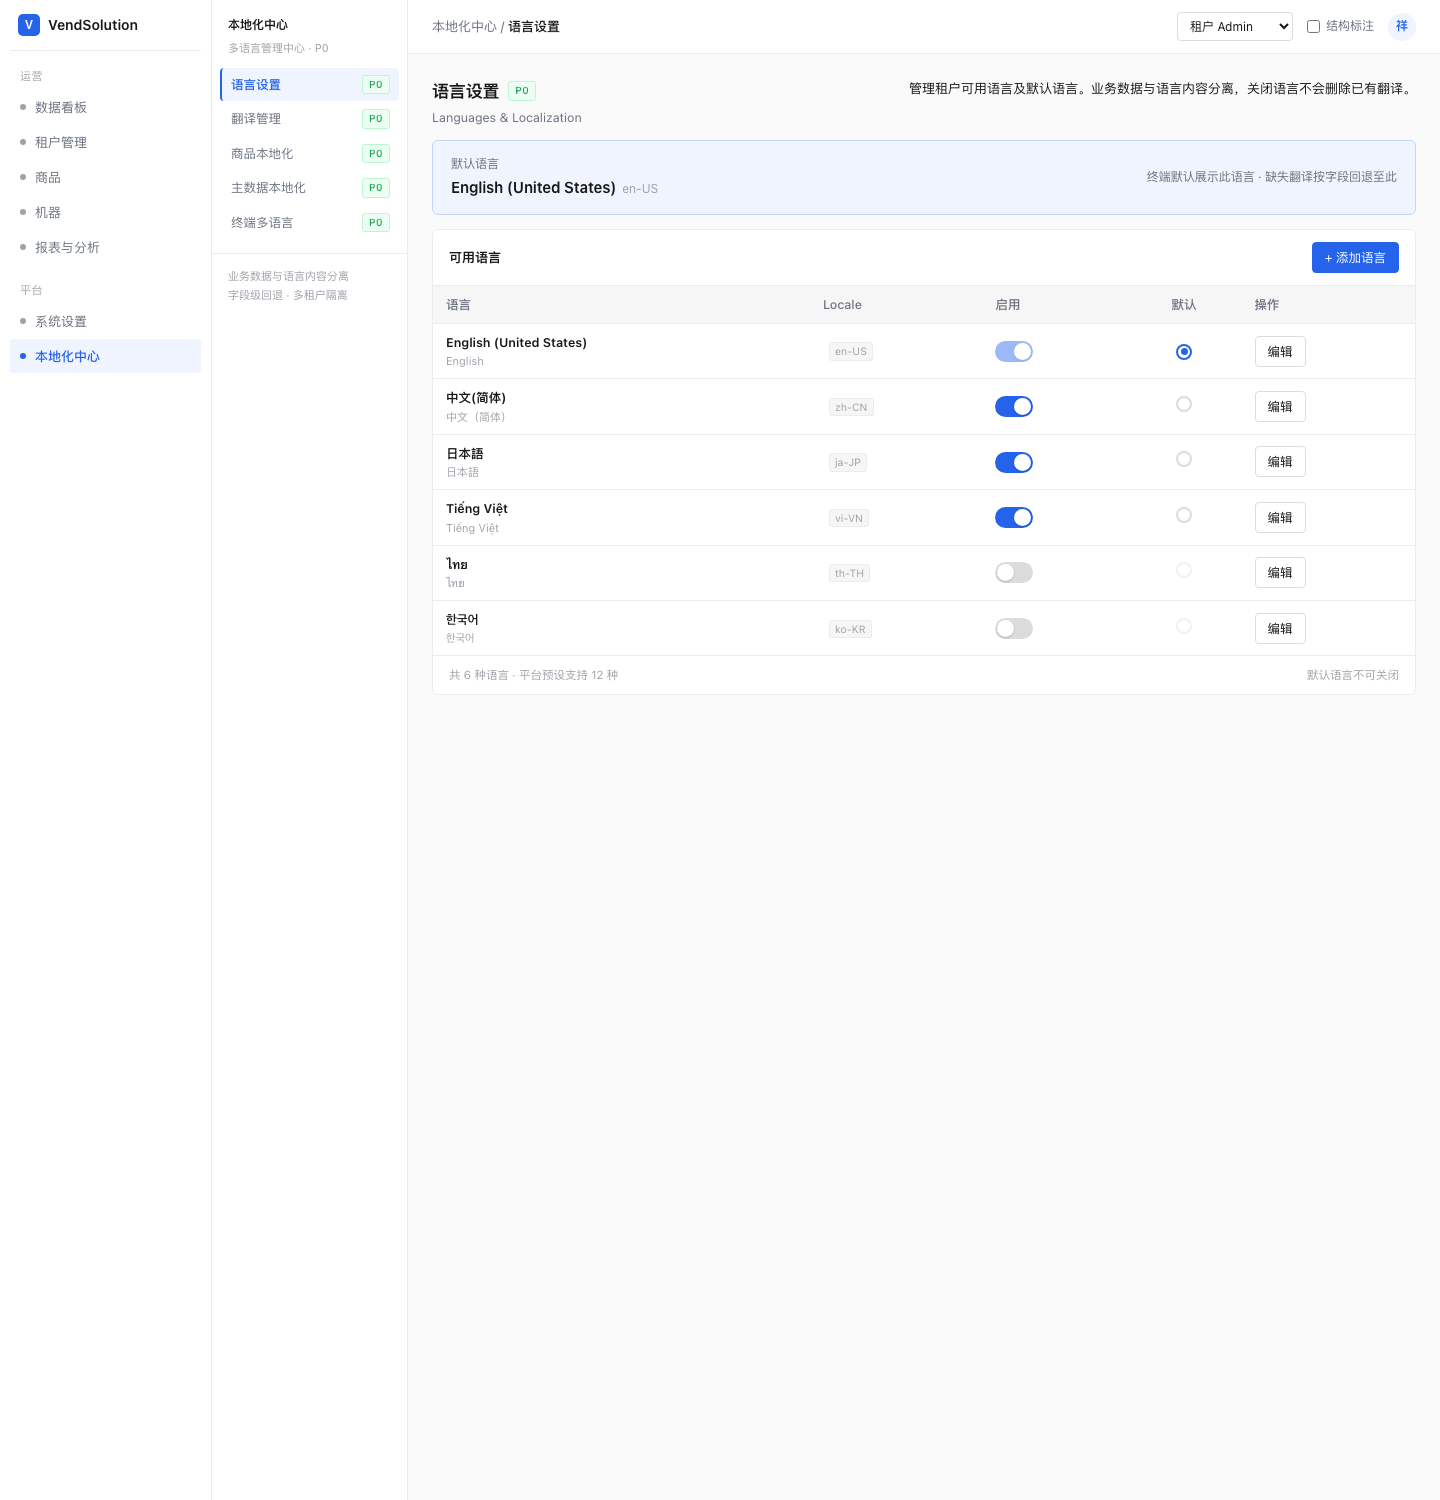 V VendSolution
运营
数据看板
租户管理
商品
机器
报表与分析
平台
系统设置
本地化中心
本地化中心
多语言管理中心 · P0
语言设置 P0
翻译管理 P0
商品本地化 P0
主数据本地化 P0
终端多语言 P0
业务数据与语言内容分离
字段级回退 · 多租户隔离
本地化中心 / 语言设置
租户 Admin
结构标注
祥
语言设置 P0
Languages & Localization
管理租户可用语言及默认语言。业务数据与语言内容分离，关闭语言不会删除已有翻译。
默认语言
English (United States) en-US
终端默认展示此语言 · 缺失翻译按字段回退至此
可用语言
+ 添加语言
语言 Locale 启用 默认 操作
English (United States)
English
en-US
编辑
中文(简体)
中文（简体）
zh-CN
编辑
日本語
日本語
ja-JP
编辑
Tiếng Việt
Tiếng Việt
vi-VN
编辑
ไทย
ไทย
th-TH
编辑
한국어
한국어
ko-KR
编辑
共 6 种语言 · 平台预设支持 12 种
默认语言不可关闭